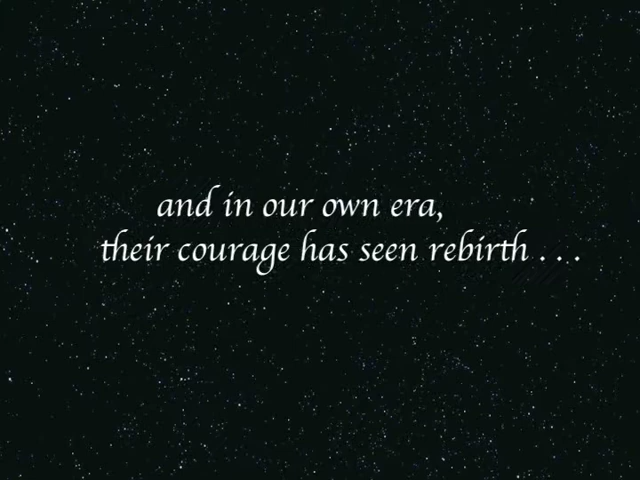 and in our own era,
their courage has seen rebirth . . .